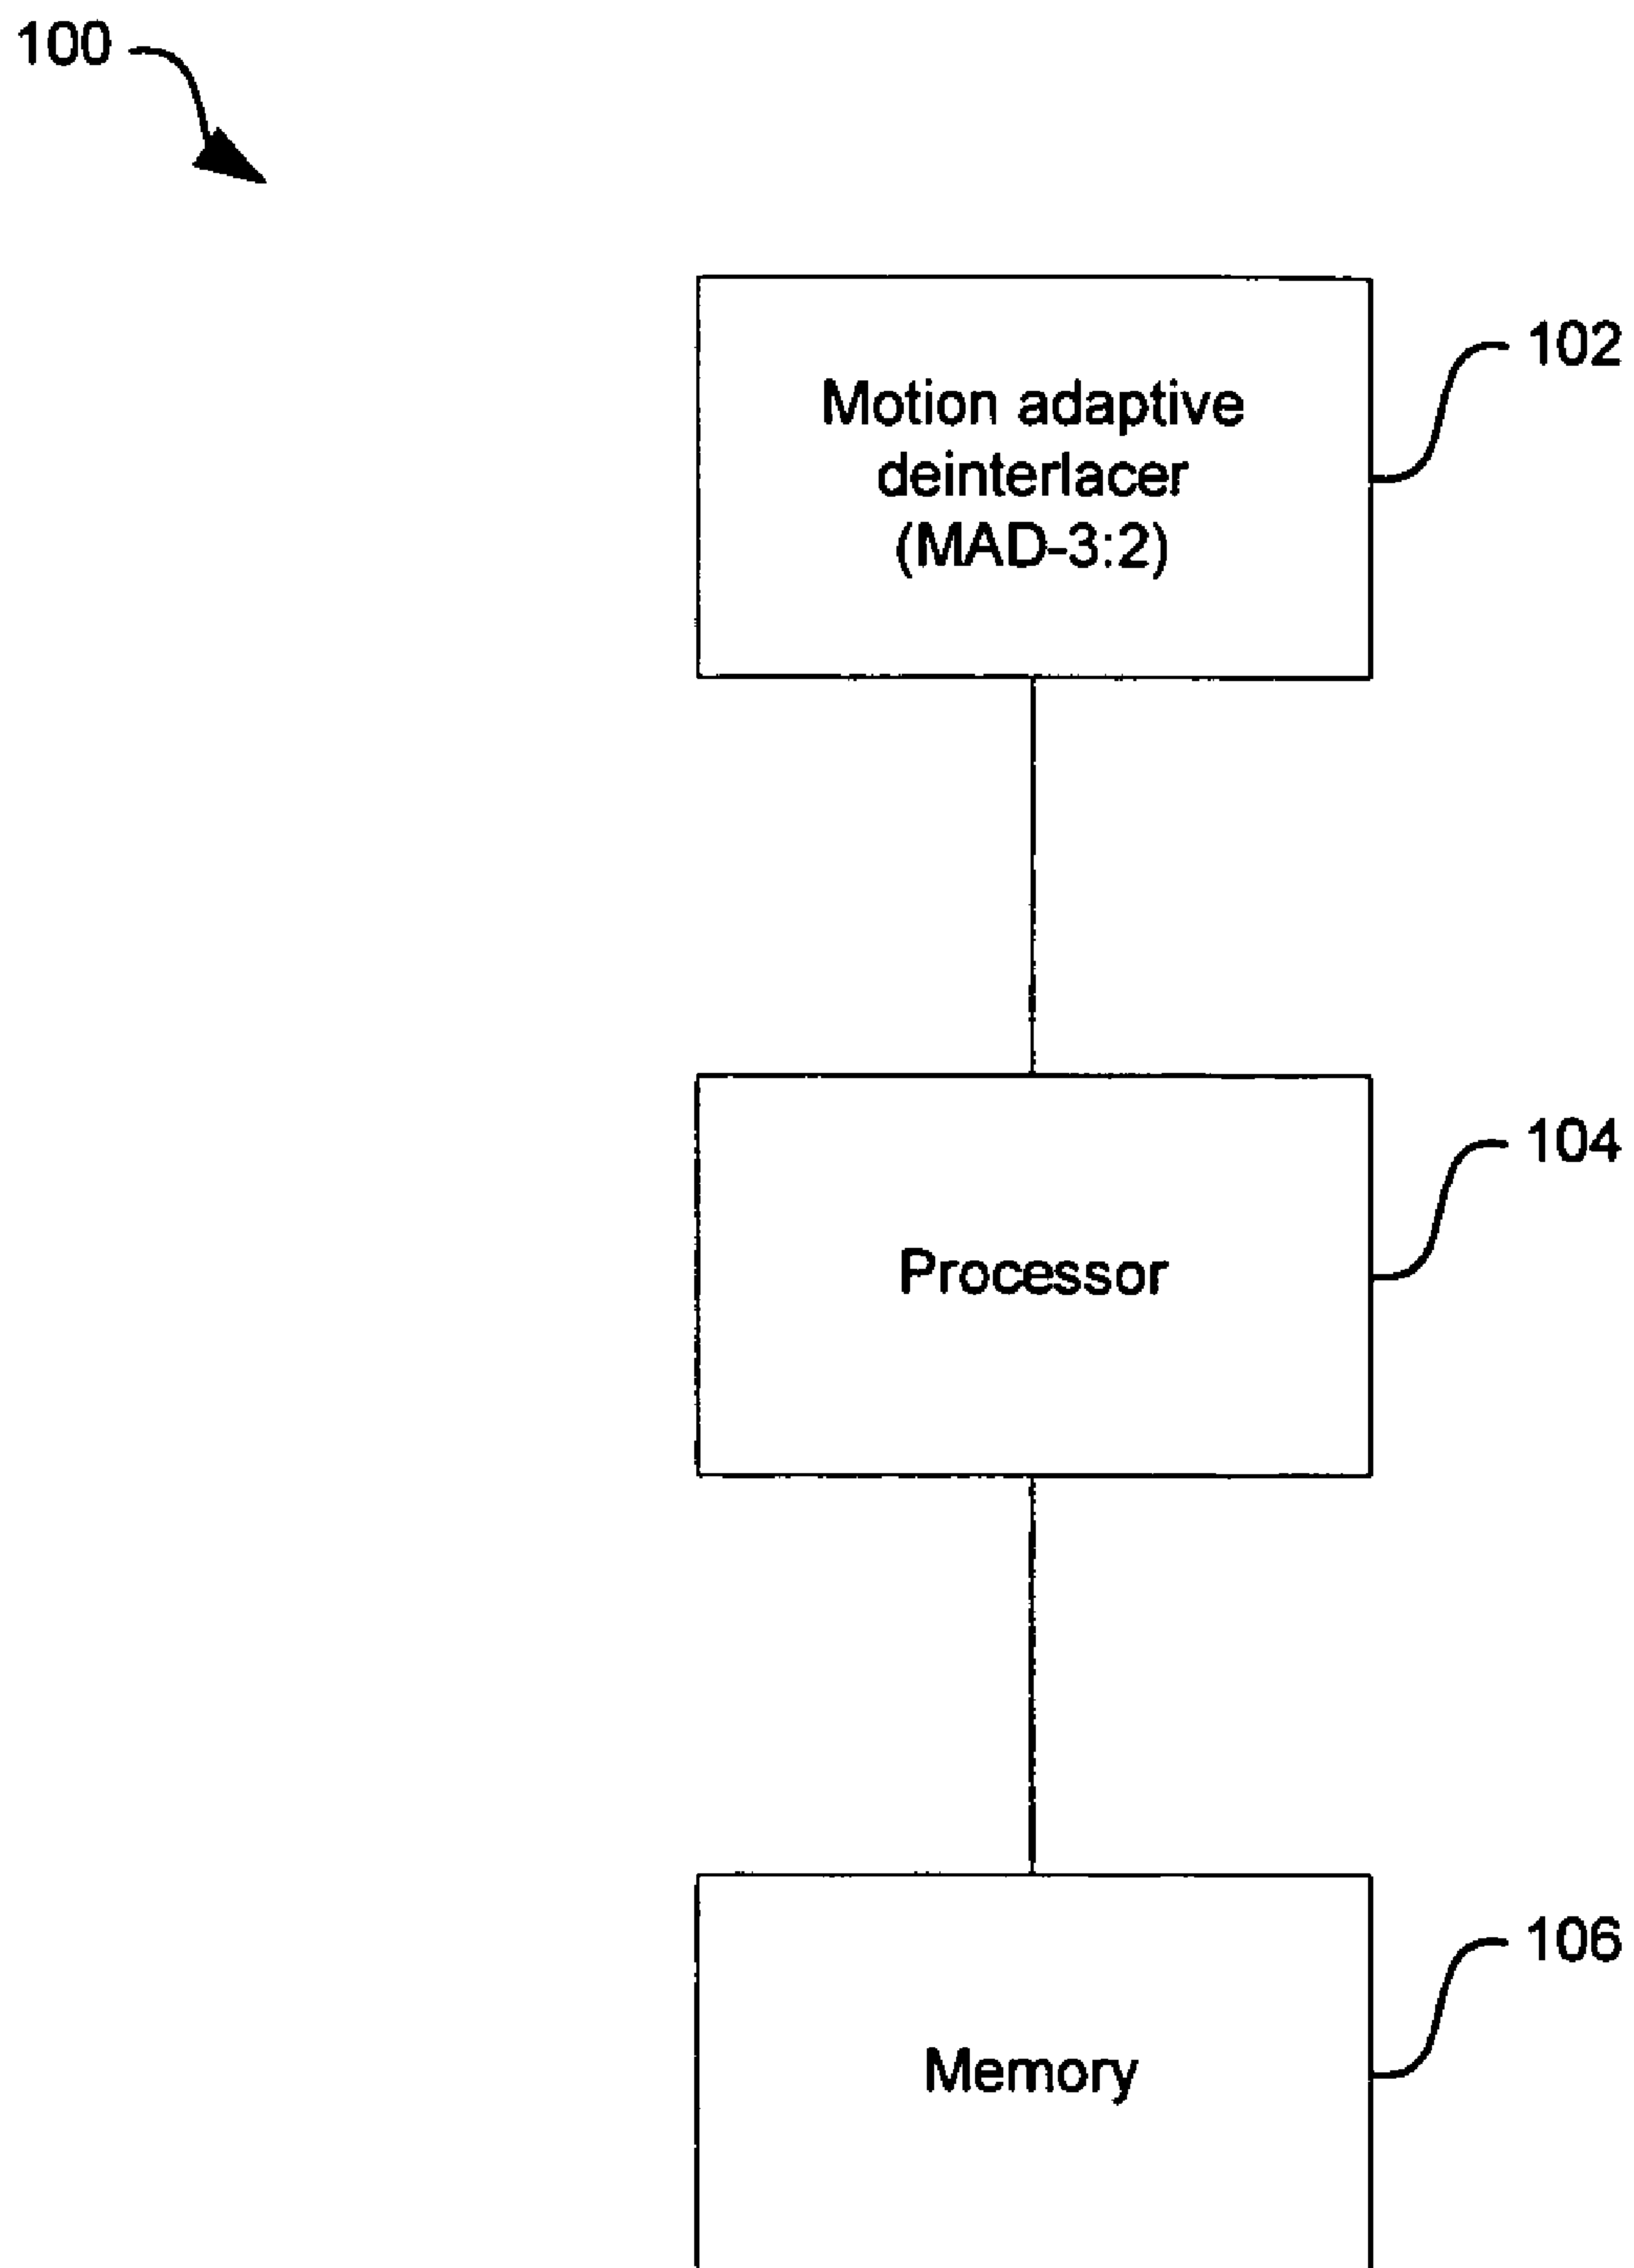 100
Motion adaptive
deinterlacer
(MAD-3:2)
102
Processor
104
Memory
106